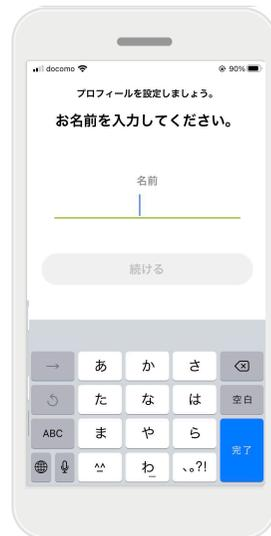 docomo 90%
プロフィールを設定しましょう。
お名前を入力してください。
名前
続ける
→ あ か さ
た な は 空白
ABC ま や ら 完了
^^ わ 、。?!